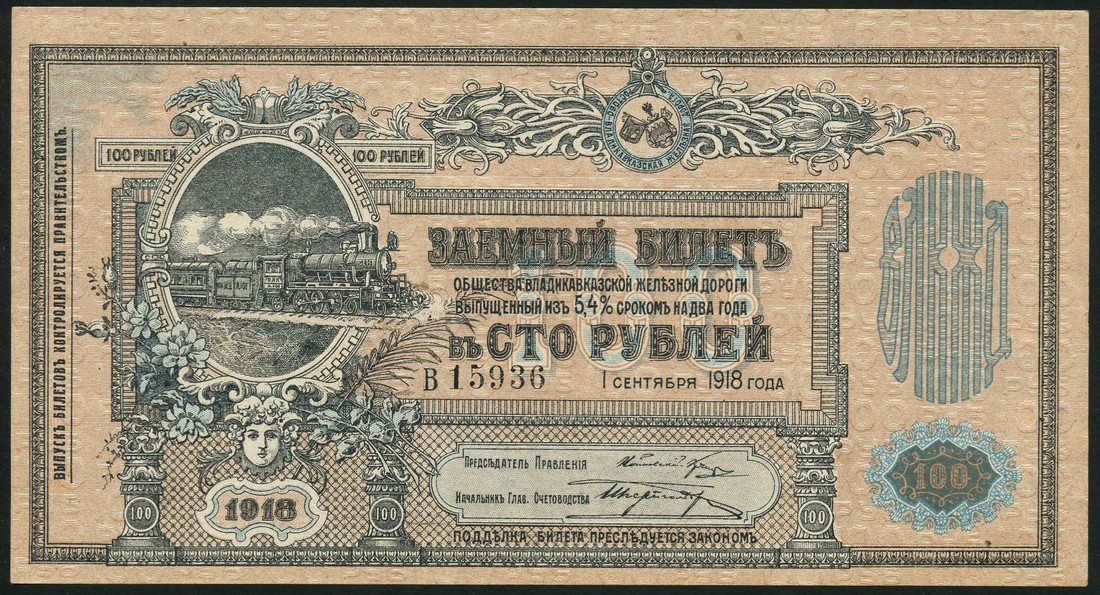 ВЫПУСКЪ БИЛЕТОВЪ КОНТРОЛИРУЕТСЯ ПРАВИТЕЛЬСТВОМЪ.
100 РУБЛЕЙ
100 РУБЛЕЙ
ЗАЕМНЫЙ БИЛЕТЪ
ОБЩЕСТВА ВЛАДИКАВКАЗСКОЙ ЖЕЛѢЗНОЙ ДОРОГИ
ВЫПУЩЕННЫЙ ИЗЪ 5,4% СРОКОМЪ НА ДВА ГОДА
ВЪ СТО РУБЛЕЙ
100
В 15936
1 СЕНТЯБРЯ 1918 ГОДА
ПРЕДСѢДАТЕЛЬ ПРАВЛЕНІЯ
НАЧАЛЬНИКЪ ГЛАВ. СЧЕТОВОДСТВА
ПОДДѢЛКА БИЛЕТА ПРЕСЛѢДУЕТСЯ ЗАКОНОМЪ
100
1918
100
100
100